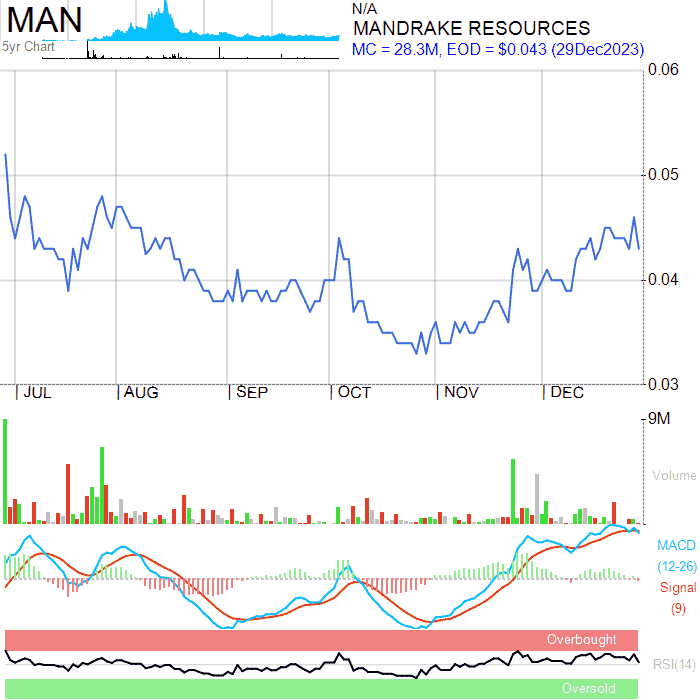 MAN
5yr Chart
N/A
MANDRAKE RESOURCES
MC = 28.3M, EOD = $0.043 (29Dec2023)
0.06
0.05
0.04
0.03
JUL AUG SEP OCT NOV DEC
9M
Volume
MACD
(12-26)
Signal
(9)
Overbought
RSI(14)
Oversold